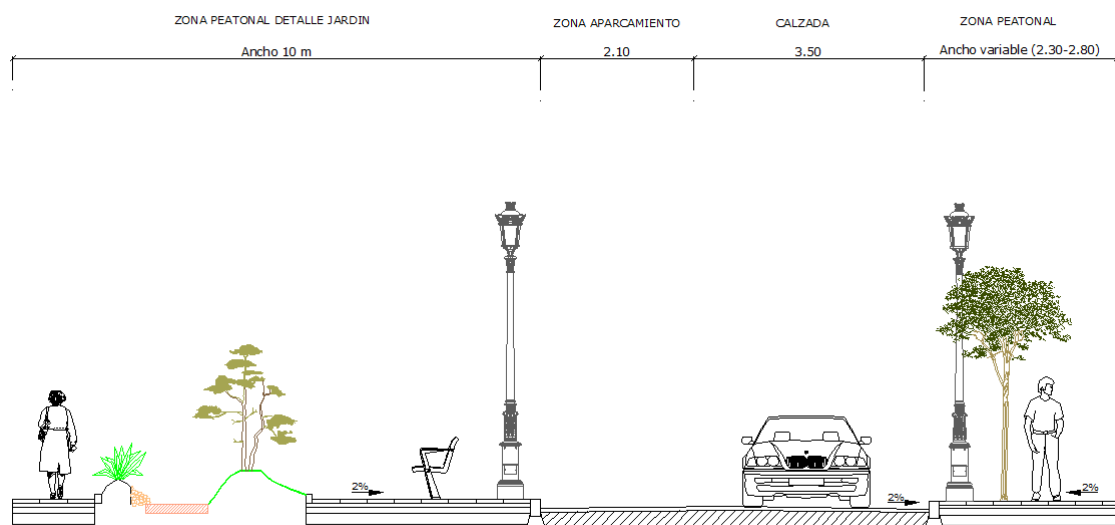 ZONA PEATONAL DETALLE JARDIN
ZONA APARCAMIENTO
CALZADA
ZONA PEATONAL
Ancho 10 m
2.10
3.50
Ancho variable (2.30-2.80)
2%
2%
2%